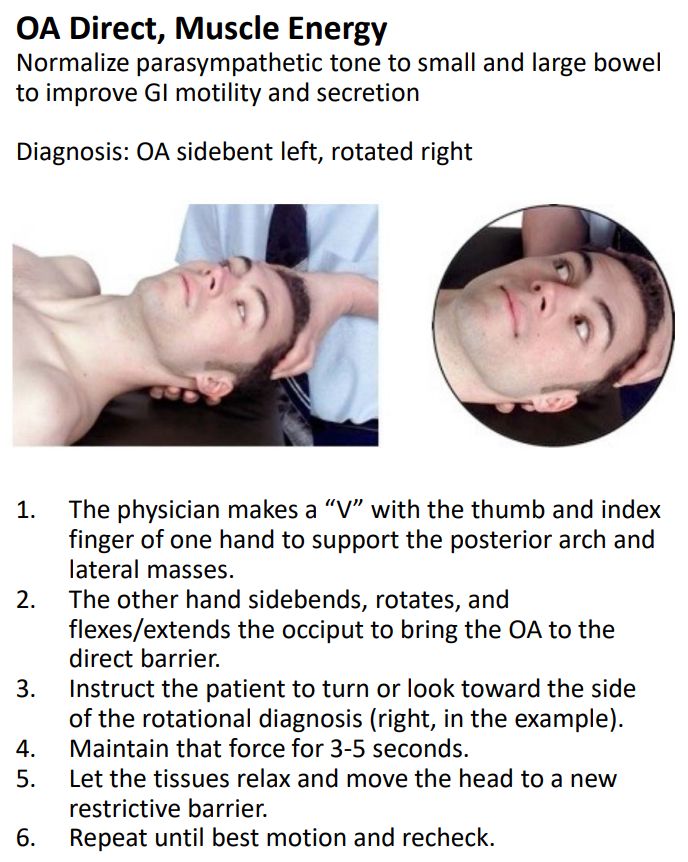 OA Direct, Muscle Energy
Normalize parasympathetic tone to small and large bowel
to improve GI motility and secretion
Diagnosis: OA sidebent left, rotated right
1. The physician makes a “V” with the thumb and index
finger of one hand to support the posterior arch and
lateral masses.
2. The other hand sidebends, rotates, and
flexes/extends the occiput to bring the OA to the
direct barrier.
3. Instruct the patient to turn or look toward the side
of the rotational diagnosis (right, in the example).
4. Maintain that force for 3-5 seconds.
5. Let the tissues relax and move the head to a new
restrictive barrier.
6. Repeat until best motion and recheck.